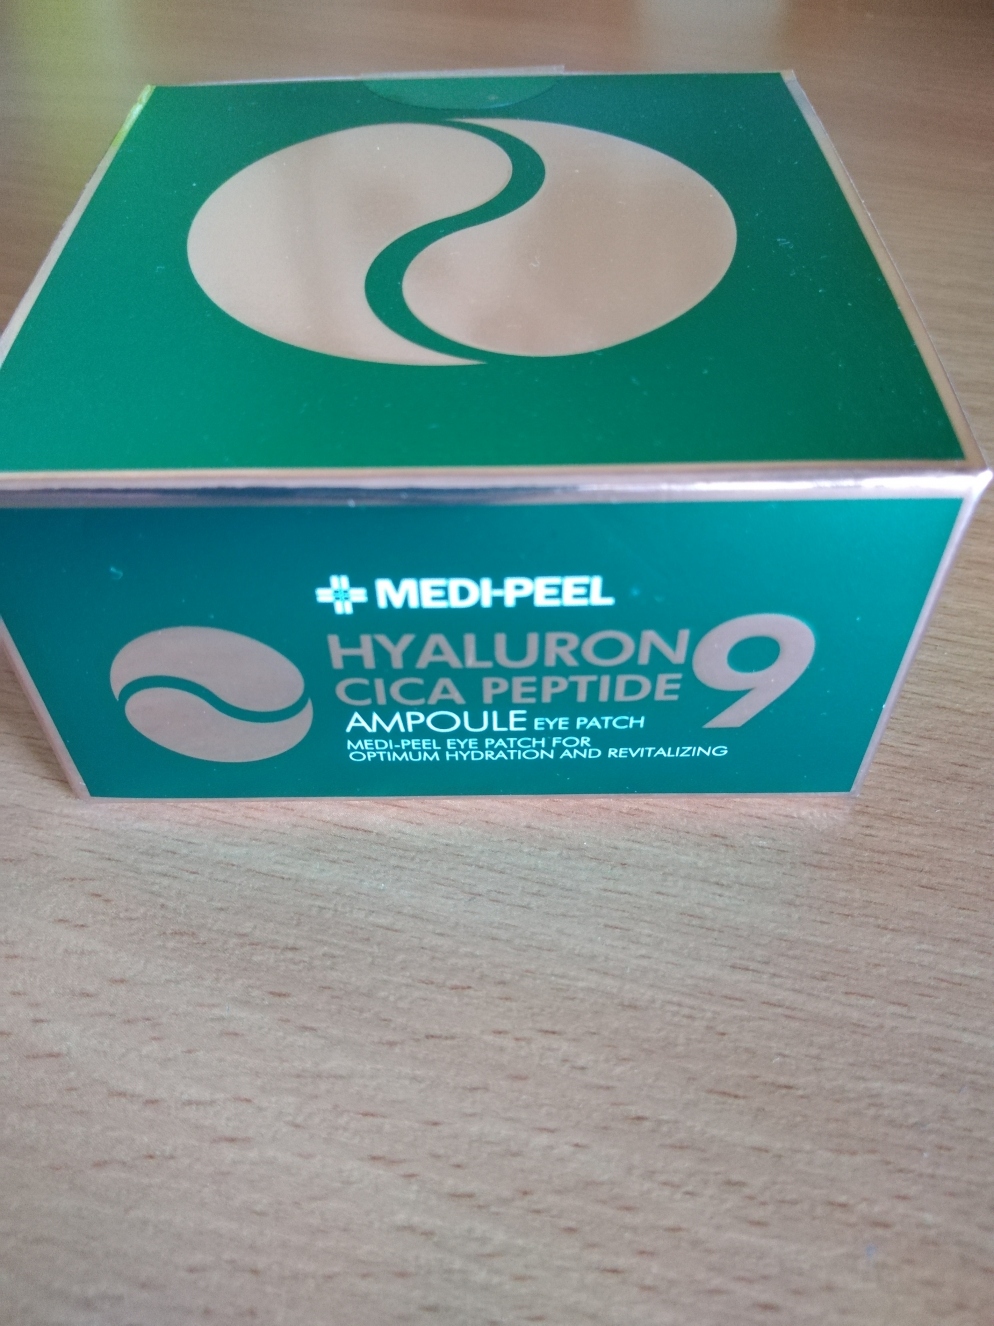 MEDI-PEEL
HYALURON
CICA PEPTIDE 9
AMPOULE EYE PATCH
MEDI-PEEL EYE PATCH FOR
OPTIMUM HYDRATION AND REVITALIZING